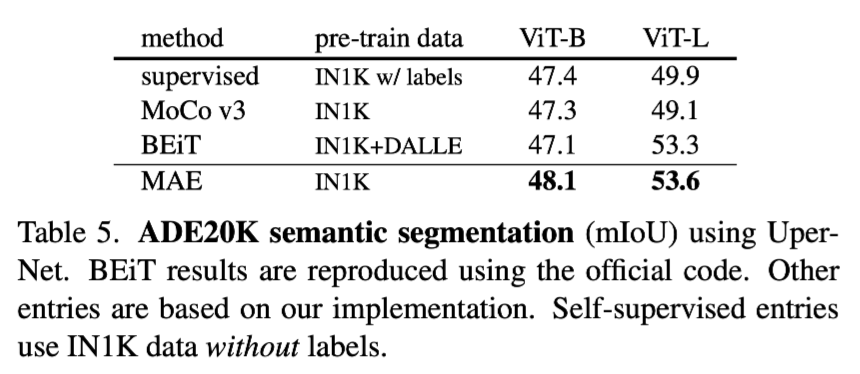 method pre-train data ViT-B ViT-L
supervised IN1K w/ labels 47.4 49.9
MoCo v3 IN1K 47.3 49.1
BEiT IN1K+DALLE 47.1 53.3
MAE IN1K 48.1 53.6
Table 5. ADE20K semantic segmentation (mIoU) using Uper-
Net. BEiT results are reproduced using the official code. Other
entries are based on our implementation. Self-supervised entries
use IN1K data without labels.